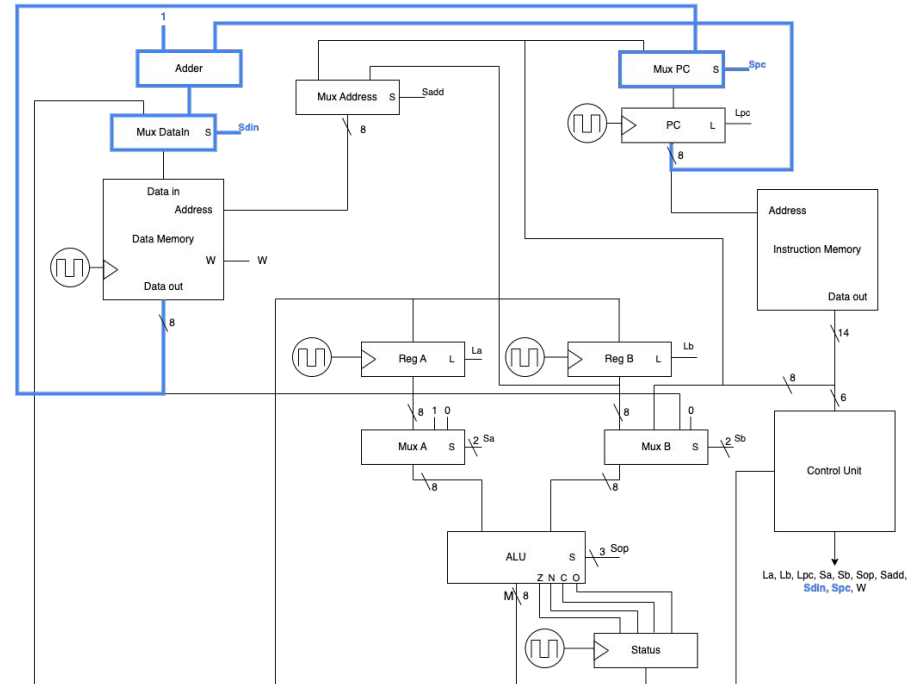 1
Adder
Mux PC S
Spc
Mux Address S
Sadd
Mux DataIn S
Sdin
Lpc
PC L
8
8
Data in
Address
Data Memory
W W
Data out
8
Address
Instruction Memory
Data out
14
La
Lb
Reg A L
Reg B L
8
6
8 1 0
8
0
Mux A S
2 Sa
Mux B S
2 Sb
8
8
Control Unit
ALU S
3 Sop
Z N C O
M 8
La, Lb, Lpc, Sa, Sb, Sop, Sadd,
Sdin, Spc, W
Status